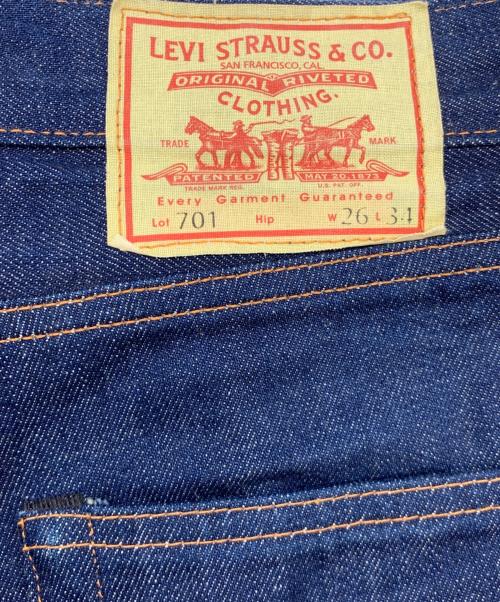 LEVI STRAUSS & CO.
SAN FRANCISCO, CAL.
ORIGINAL RIVETED
CLOTHING.
TRADE MARK
PATENTED MAY 20.1873
TRADE MARK REG. U.S. PAT. OFF.
Every Garment Guaranteed
Lot 701 Hip W 26 L 34